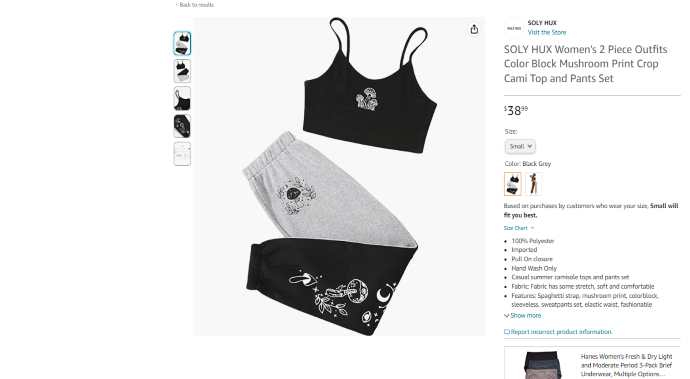 ‹ Back to results
SOLY HUX
Visit the Store
SOLY HUX Women's 2 Piece Outfits
Color Block Mushroom Print Crop
Cami Top and Pants Set
$38⁹⁹
Size:
Small
Color: Black Grey
Based on purchases by customers who wear your size, Small will
fit you best.
Size Chart
• 100% Polyester
• Imported
• Pull On closure
• Hand Wash Only
• Casual summer camisole tops and pants set
• Fabric: Fabric has some stretch, soft and comfortable
• Features: Spaghetti strap, mushroom print, colorblock,
sleeveless, sweatpants set, elastic waist, fashionable
Show more
Report incorrect product information.
Hanes Women's Fresh & Dry Light
and Moderate Period 3-Pack Brief
Underwear, Multiple Options...